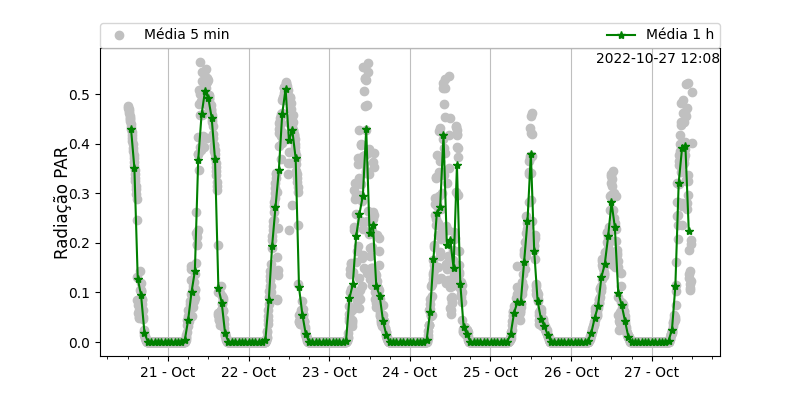 Média 5 min
Média 1 h
2022-10-27 12:08
Radiação PAR
0.5
0.4
0.3
0.2
0.1
0.0
21 - Oct
22 - Oct
23 - Oct
24 - Oct
25 - Oct
26 - Oct
27 - Oct